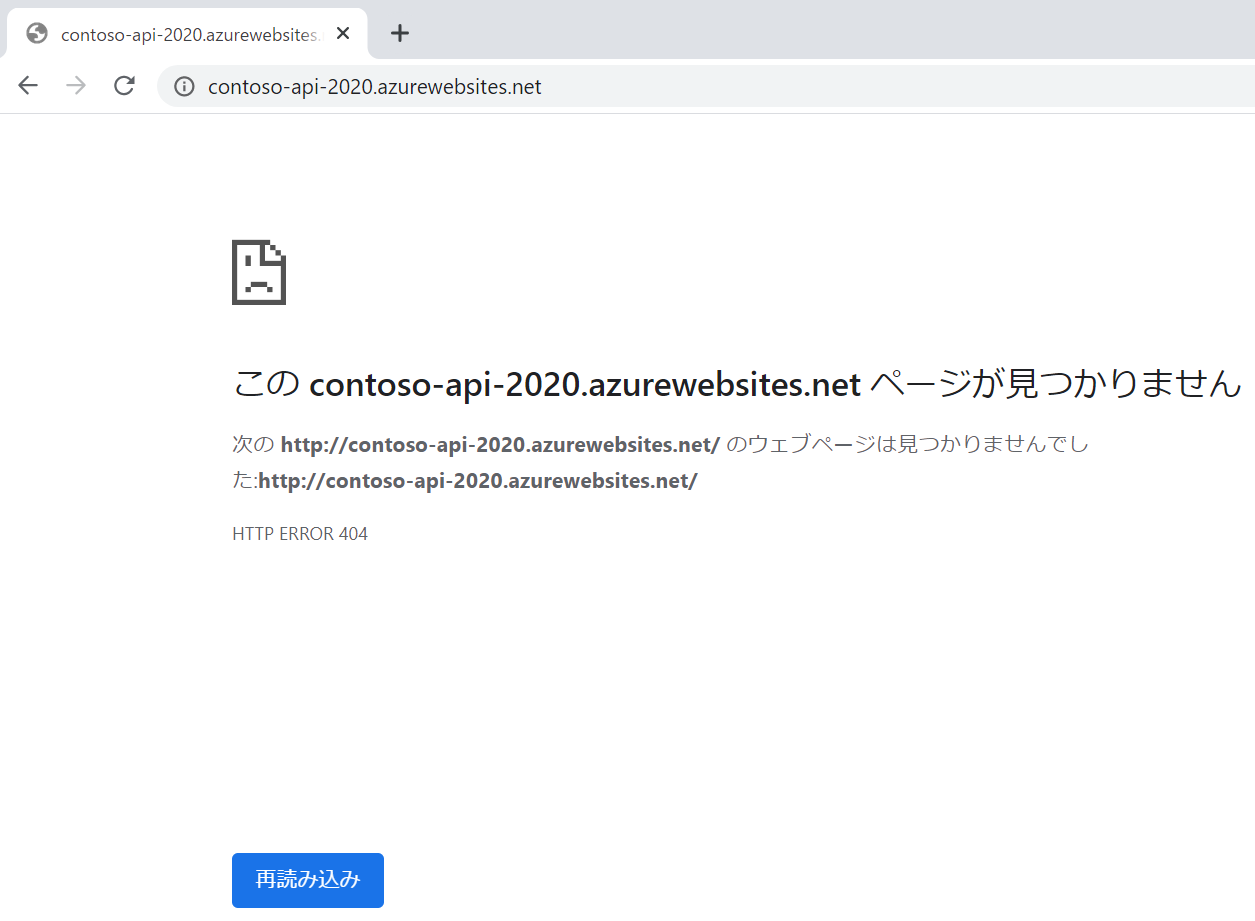 contoso-api-2020.azurewebsites.
contoso-api-2020.azurewebsites.net
この contoso-api-2020.azurewebsites.net ページが見つかりません
次の http://contoso-api-2020.azurewebsites.net/ のウェブページは見つかりませんでし
た:http://contoso-api-2020.azurewebsites.net/
HTTP ERROR 404
再読み込み